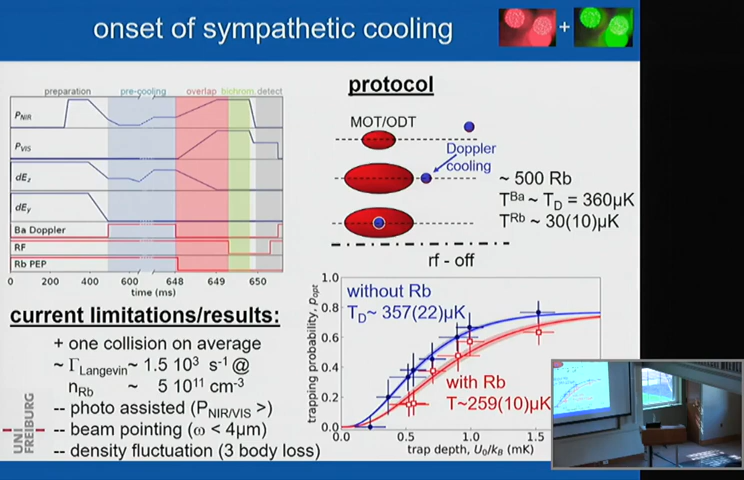 onset of sympathetic cooling
+
preparation pre-cooling overlap bichrom. detect
P_NIR
P_VIS
dE_z
dE_y
Ba Doppler
RF
Rb PEP
0 200 400 600 648 649 650
time (ms)
protocol
MOT/ODT
Doppler
cooling
~ 500 Rb
T^Ba ~ T_D = 360µK
T^Rb ~ 30(10)µK
rf - off
current limitations/results:
+ one collision on average
~ Γ_Langevin ~ 1.5 10³ s⁻¹ @
n_Rb ~ 5 10¹¹ cm⁻³
-- photo assisted (P_NIR/VIS >)
-- beam pointing (ω < 4µm)
-- density fluctuation (3 body loss)
UNI
FREIBURG
trapping probability, p_opt
1.0
0.8
0.6
0.4
0.2
0.0
without Rb
T_D~ 357(22)µK
with Rb
T~259(10)µK
0.0 0.5 1.0 1.5
trap depth, U₀/k_B (mK)